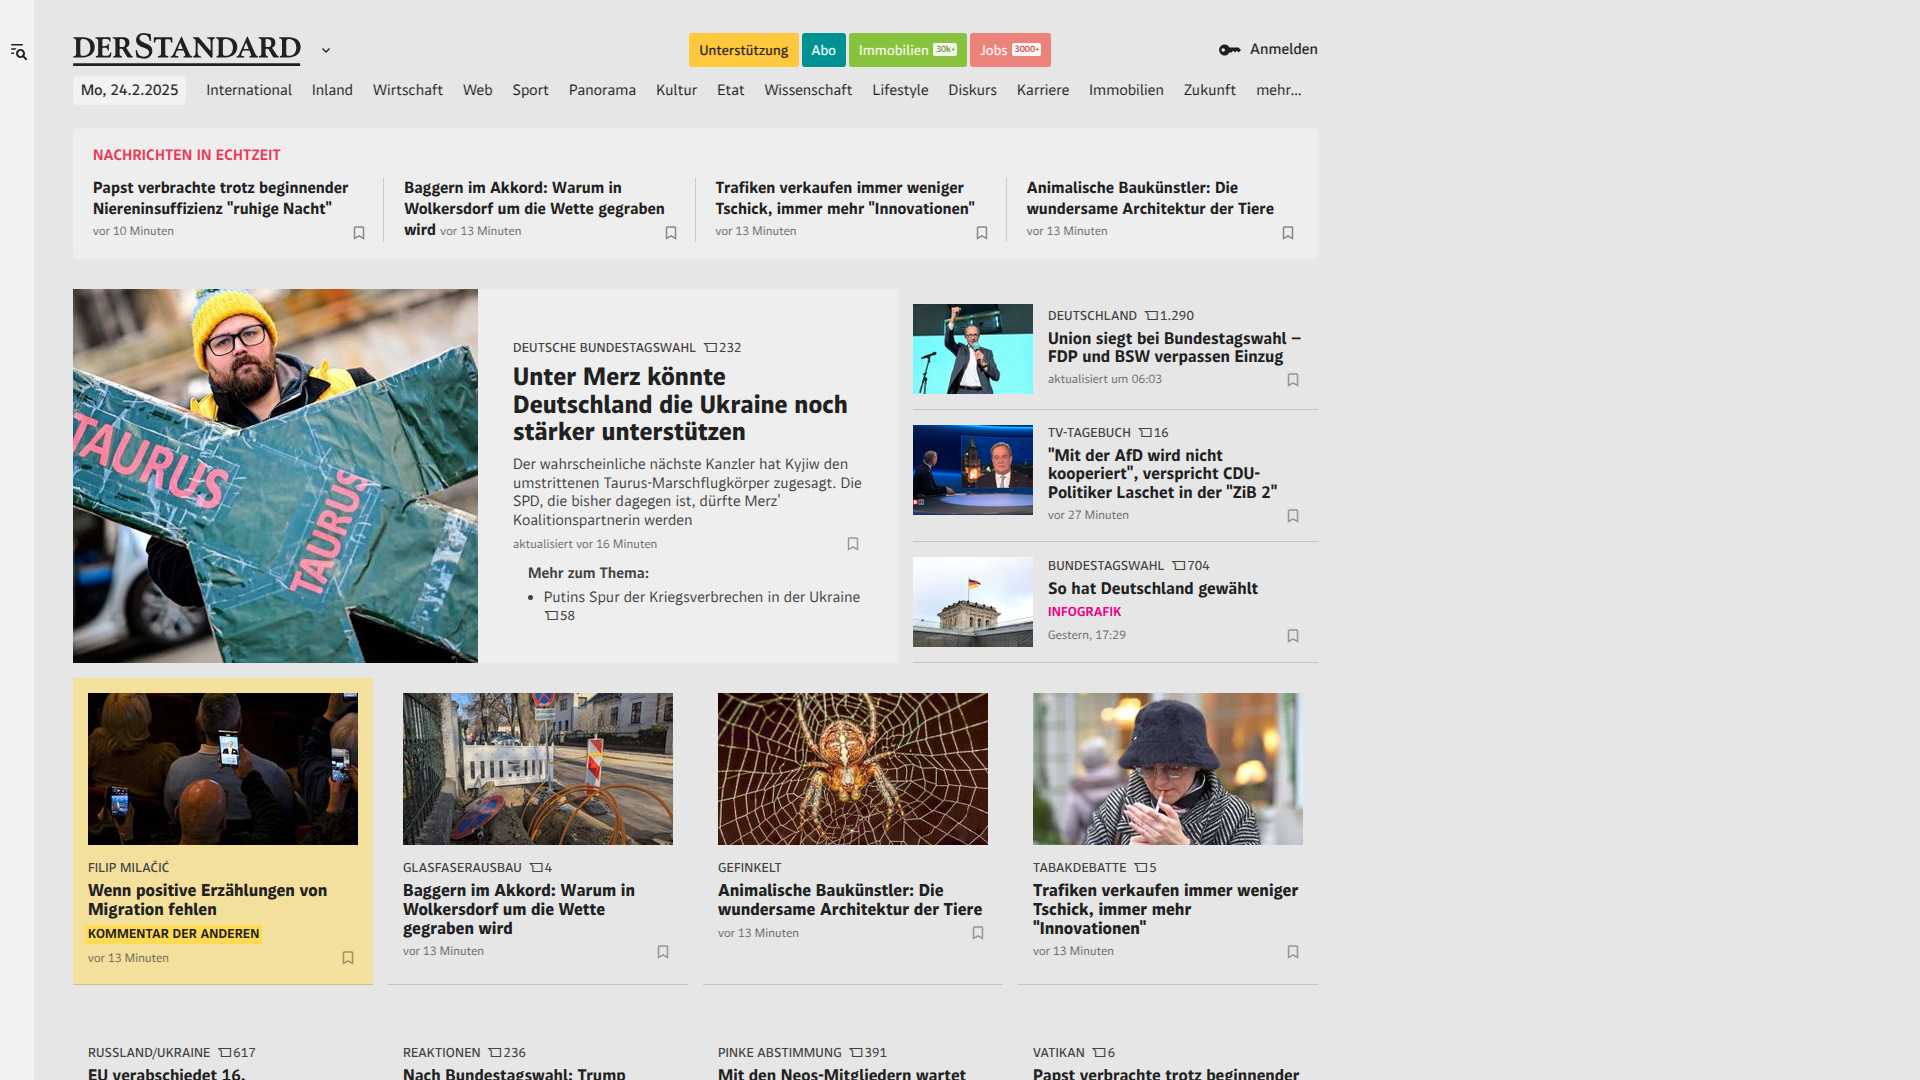 DERSTANDARD
Unterstützung
Abo
Immobilien 30k+
Jobs 3000+
Anmelden
Mo, 24.2.2025 International Inland Wirtschaft Web Sport Panorama Kultur Etat Wissenschaft Lifestyle Diskurs Karriere Immobilien Zukunft mehr...
NACHRICHTEN IN ECHTZEIT
Papst verbrachte trotz beginnender
Niereninsuffizienz "ruhige Nacht"
vor 10 Minuten
Baggern im Akkord: Warum in
Wolkersdorf um die Wette gegraben
wird vor 13 Minuten
Trafiken verkaufen immer weniger
Tschick, immer mehr "Innovationen"
vor 13 Minuten
Animalische Baukünstler: Die
wundersame Architektur der Tiere
vor 13 Minuten
TAURUS
TAURUS
DEUTSCHE BUNDESTAGSWAHL 232
Unter Merz könnte
Deutschland die Ukraine noch
stärker unterstützen
Der wahrscheinliche nächste Kanzler hat Kyjiw den
umstrittenen Taurus-Marschflugkörper zugesagt. Die
SPD, die bisher dagegen ist, dürfte Merz'
Koalitionspartnerin werden
aktualisiert vor 16 Minuten
Mehr zum Thema:
• Putins Spur der Kriegsverbrechen in der Ukraine
58
DEUTSCHLAND 1.290
Union siegt bei Bundestagswahl –
FDP und BSW verpassen Einzug
aktualisiert um 06:03
TV-TAGEBUCH 16
"Mit der AfD wird nicht
kooperiert", verspricht CDU-
Politiker Laschet in der "ZiB 2"
vor 27 Minuten
BUNDESTAGSWAHL 704
So hat Deutschland gewählt
INFOGRAFIK
Gestern, 17:29
FILIP MILAČIĆ
Wenn positive Erzählungen von
Migration fehlen
KOMMENTAR DER ANDEREN
vor 13 Minuten
GLASFASERAUSBAU 4
Baggern im Akkord: Warum in
Wolkersdorf um die Wette
gegraben wird
vor 13 Minuten
GEFINKELT
Animalische Baukünstler: Die
wundersame Architektur der Tiere
vor 13 Minuten
TABAKDEBATTE 5
Trafiken verkaufen immer weniger
Tschick, immer mehr
"Innovationen"
vor 13 Minuten
RUSSLAND/UKRAINE 617
EU verabschiedet 16.
REAKTIONEN 236
Nach Bundestagswahl: Trump
PINKE ABSTIMMUNG 391
Mit den Neos-Mitgliedern wartet
VATIKAN 6
Papst verbrachte trotz beginnender